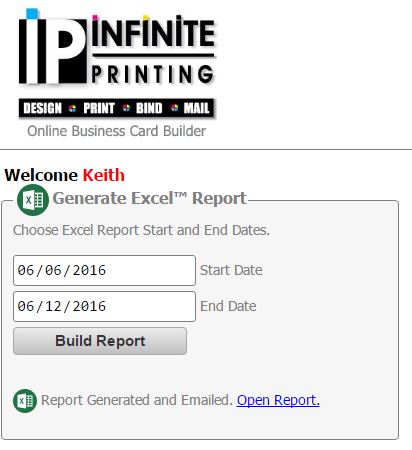 iP INFINITE
PRINTING
DESIGN • PRINT • BIND • MAIL
Online Business Card Builder
Welcome Keith
Generate Excel™ Report
Choose Excel Report Start and End Dates.
06/06/2016 Start Date
06/12/2016 End Date
Build Report
Report Generated and Emailed. Open Report.